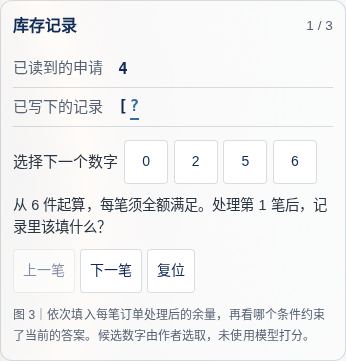 库存记录 1 / 3
已读到的申请 4
已写下的记录 [ ?
选择下一个数字 0 2 5 6
从 6 件起算，每笔须全额满足。处理第 1 笔后，记
录里该填什么？
上一笔 下一笔 复位
图 3｜依次填入每笔订单处理后的余量，再看哪个条件约束
了当前的答案。候选数字由作者选取，未使用模型打分。